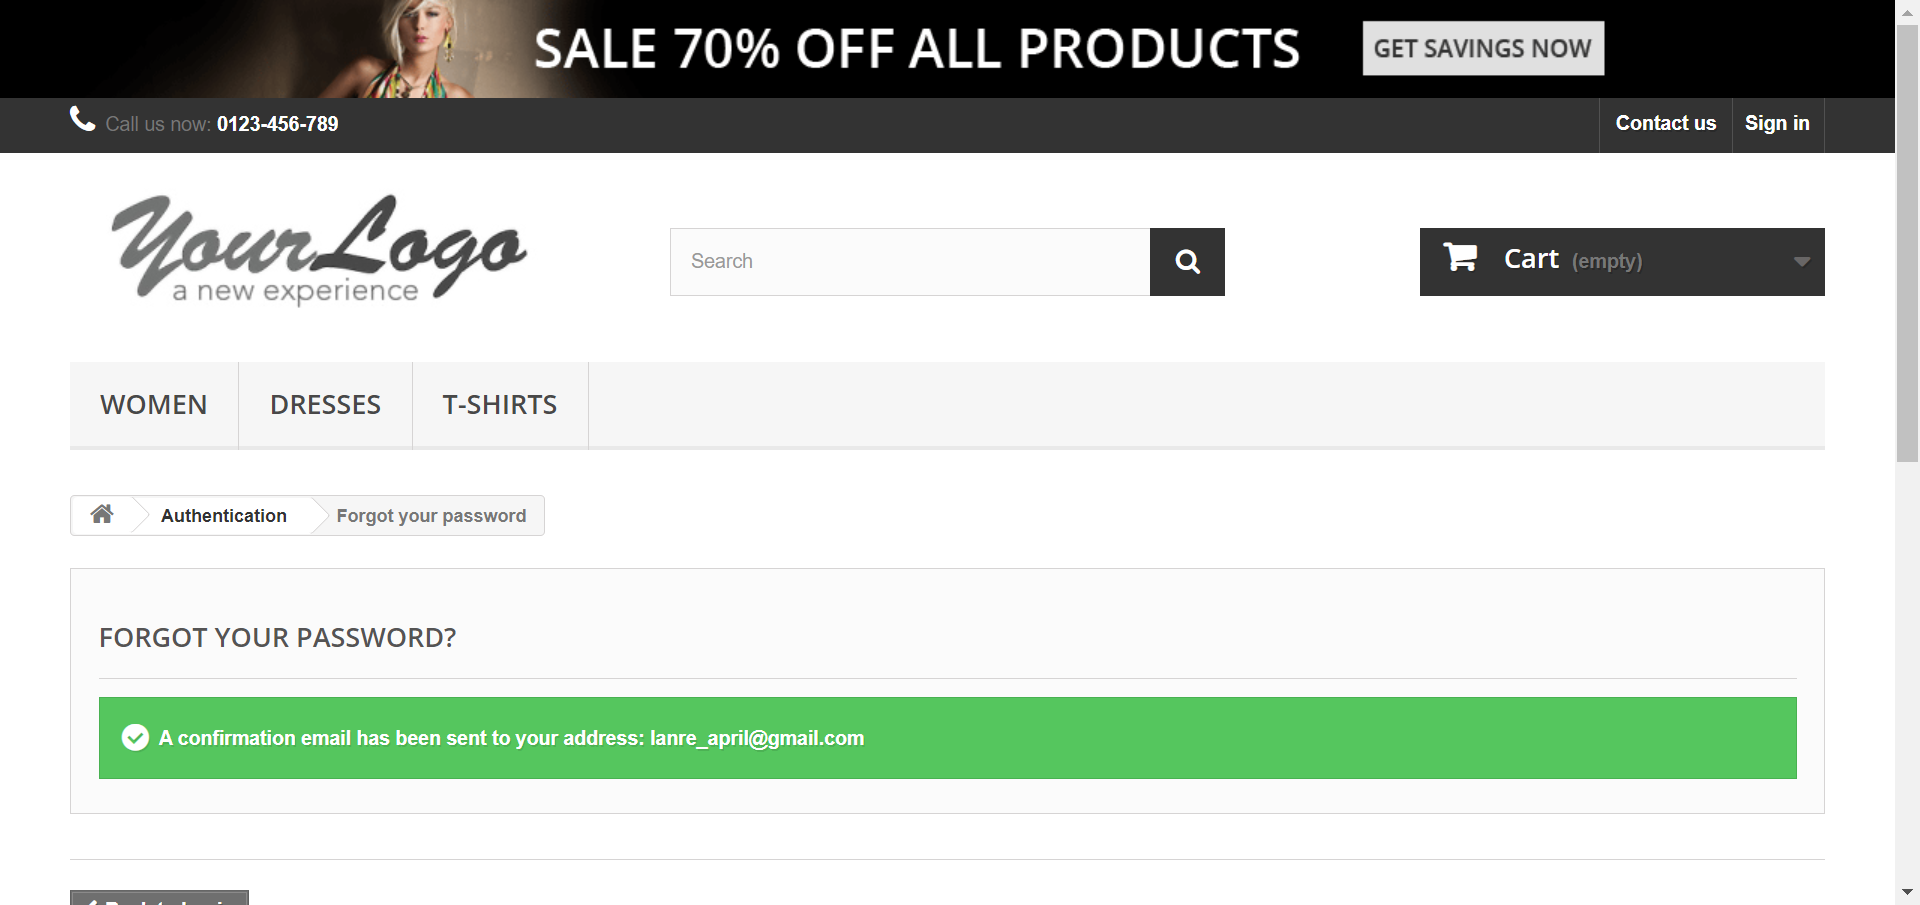 SALE 70% OFF ALL PRODUCTS
GET SAVINGS NOW
Call us now: 0123-456-789
Contact us
Sign in
YourLogo
a new experience
Search
Cart (empty)
WOMEN
DRESSES
T-SHIRTS
Authentication
Forgot your password
FORGOT YOUR PASSWORD?
A confirmation email has been sent to your address: lanre_april@gmail.com